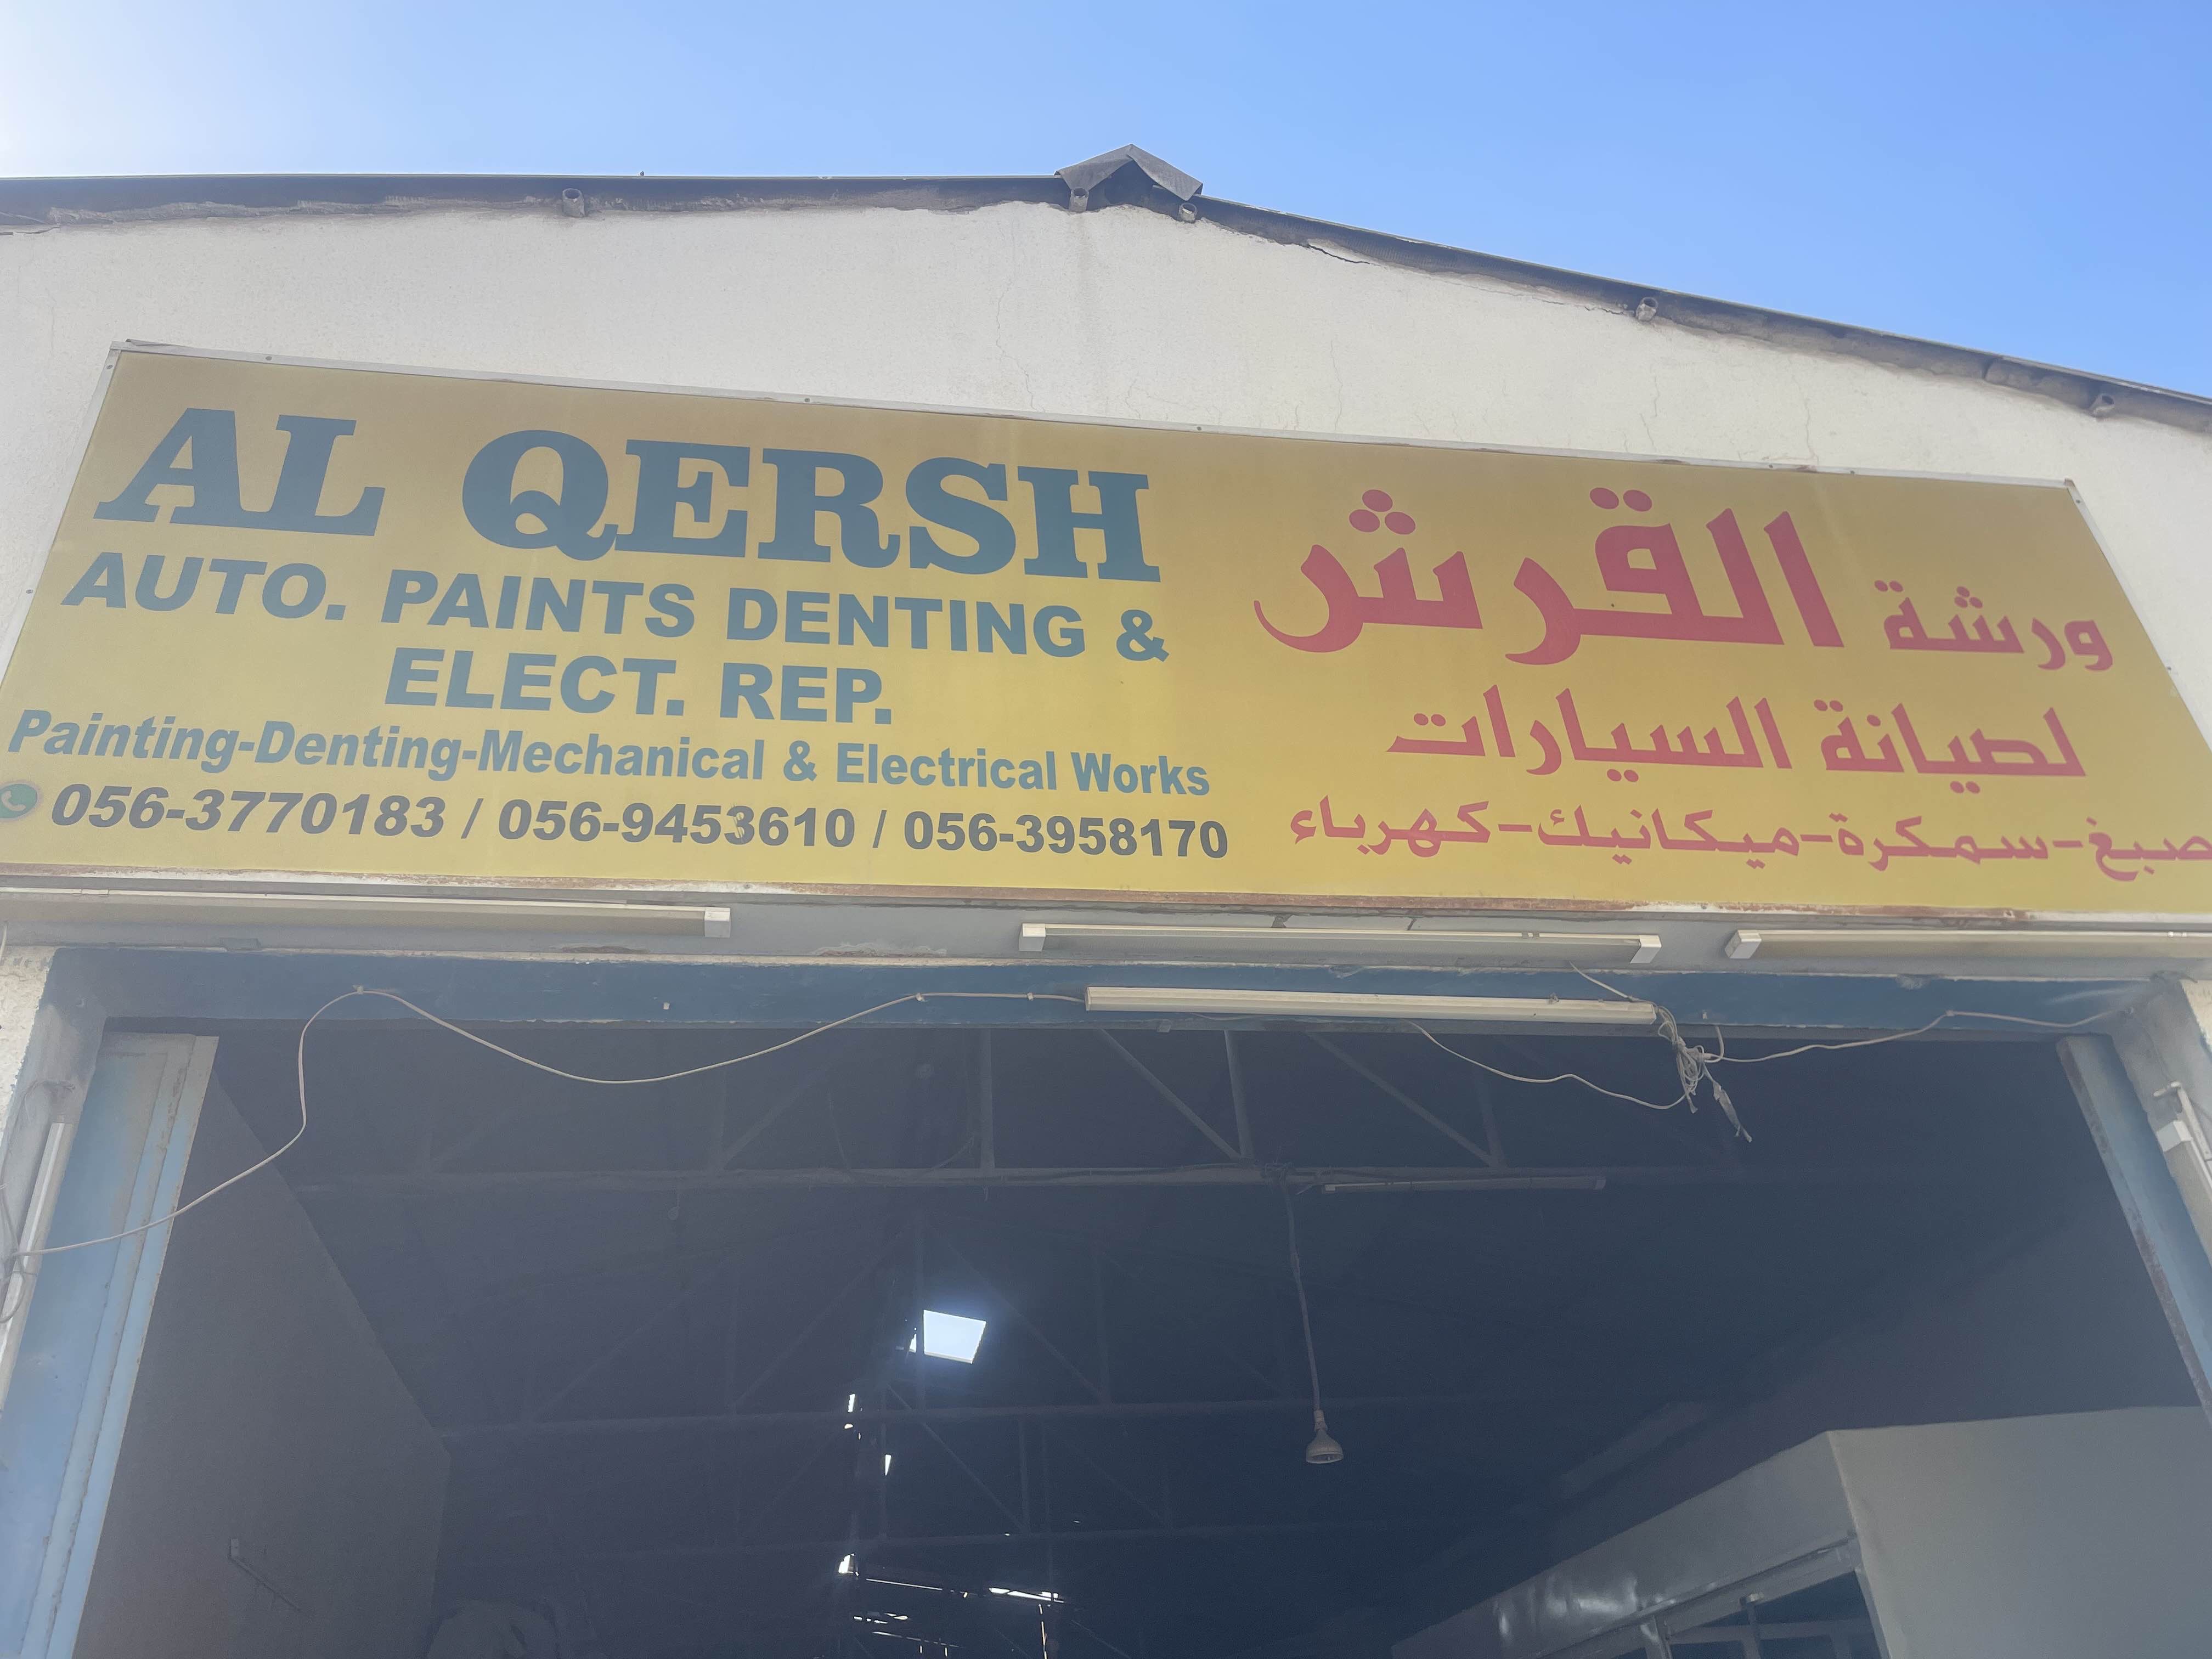 AL QERSH
AUTO. PAINTS DENTING &
ELECT. REP.
Painting-Denting-Mechanical & Electrical Works
056-3770183 / 056-9453610 / 056-3958170
ورشة القرش
لصيانة السيارات
صبغ-سمكرة-ميكانيك-كهرباء